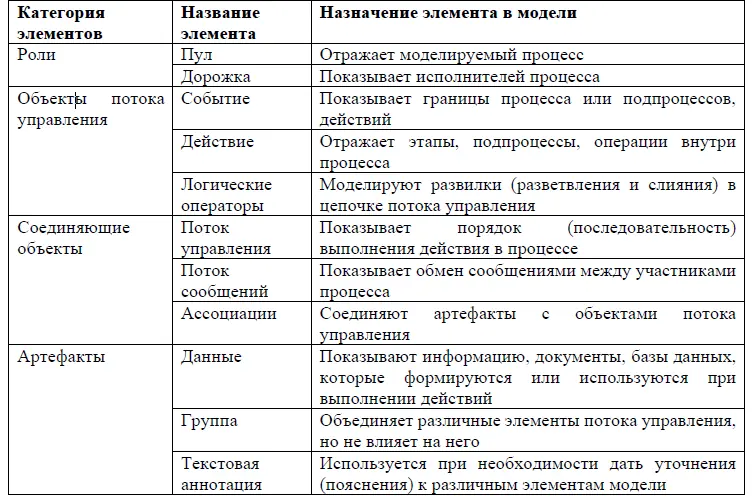 Категория Название Назначение элемента в модели
элементов элемента
Роли Пул Отражает моделируемый процесс
Дорожка Показывает исполнителей процесса
Объекты потока Событие Показывает границы процесса или подпроцессов,
управления действий
Действие Отражает этапы, подпроцессы, операции внутри
процесса
Логические Моделируют развилки (разветвления и слияния) в
операторы цепочке потока управления
Соединяющие Поток Показывает порядок (последовательность)
объекты управления выполнения действия в процессе
Поток Показывает обмен сообщениями между участниками
сообщений процесса
Ассоциации Соединяют артефакты с объектами потока
управления
Артефакты Данные Показывают информацию, документы, базы данных,
которые формируются или используются при
выполнении действий
Группа Объединяет различные элементы потока управления,
но не влияет на него
Текстовая Используется при необходимости дать уточнения
аннотация (пояснения) к различным элементам модели